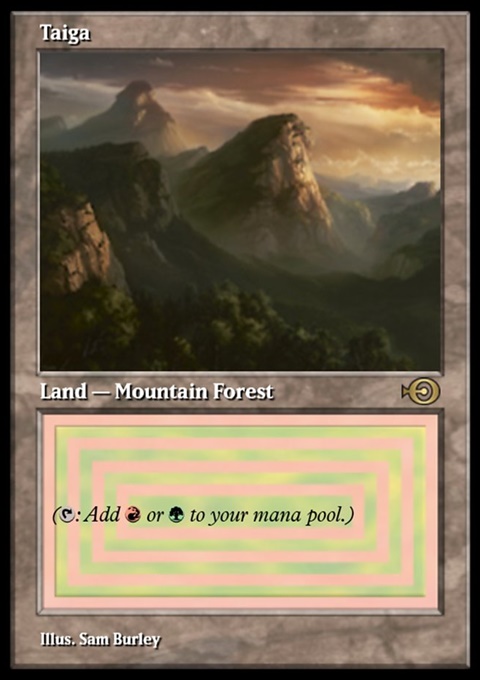 Taiga
Land — Mountain Forest
(: Add or to your mana pool.)
Illus. Sam Burley